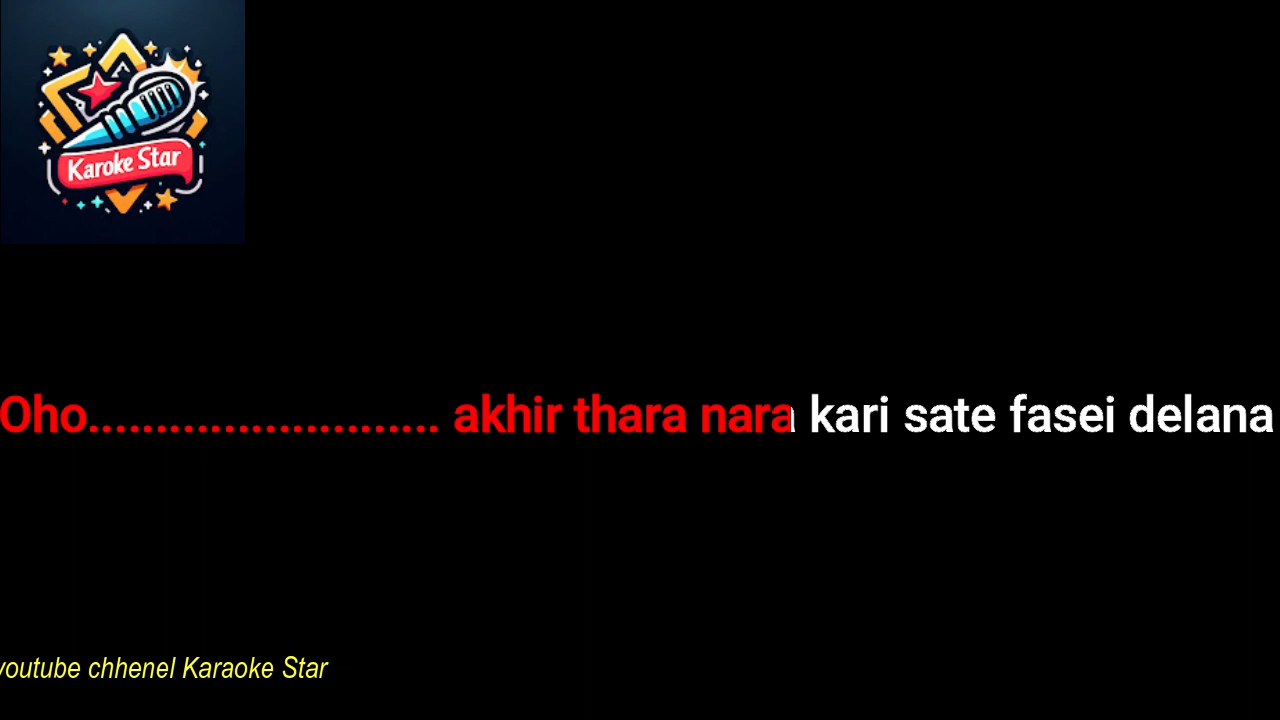 Karoke Star
Oho.......................... akhir thara nara kari sate fasei delana
youtube chhenel Karaoke Star